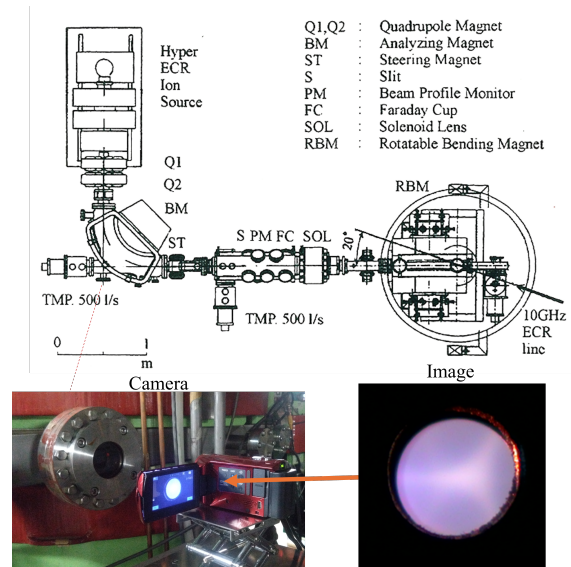 Q1,Q2 : Quadrupole Magnet
BM : Analyzing Magnet
ST : Steering Magnet
S : Slit
PM : Beam Profile Monitor
FC : Faraday Cup
SOL : Solenoid Lens
RBM : Rotatable Bending Magnet
Hyper
ECR
Ion
Source
Q1
Q2
BM
ST
S PM FC SOL
RBM
20°
TMP. 500 l/s
TMP. 500 l/s
10GHz
ECR
line
0 1
m
Camera
Image